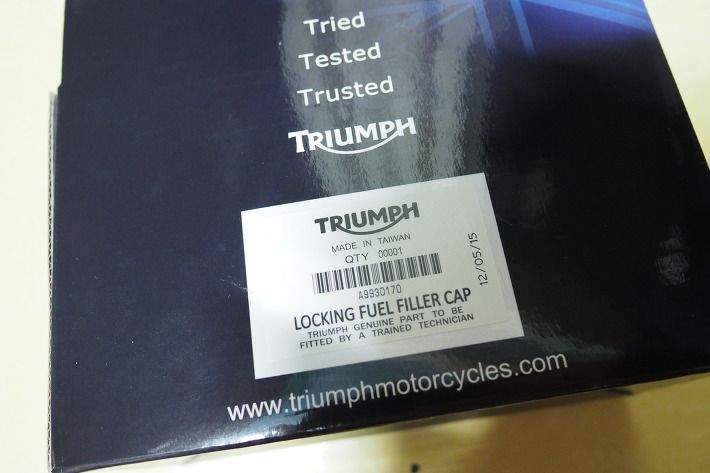 Tried
Tested
Trusted
TRIUMPH
TRIUMPH
MADE IN TAIWAN
QTY 00001
A9930170
12/05/15
LOCKING FUEL FILLER CAP
TRIUMPH GENUINE PART TO BE
FITTED BY A TRAINED TECHNICIAN
www.triumphmotorcycles.com